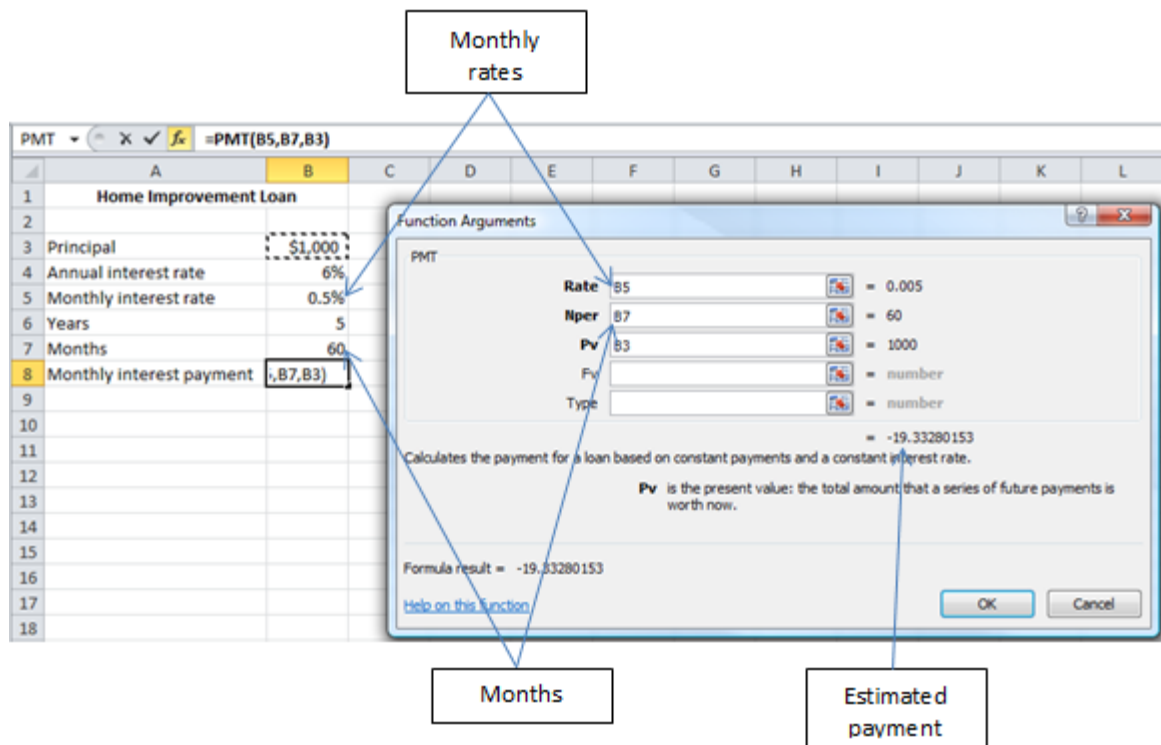 Monthly
rates
PMT =PMT(B5,B7,B3)
A B C D E F G H I J K L
1 Home Improvement Loan
2
3 Principal $1,000
4 Annual interest rate 6%
5 Monthly interest rate 0.5%
6 Years 5
7 Months 60
8 Monthly interest payment ,B7,B3)
9
10
11
12
13
14
15
16
17
18
Function Arguments
PMT
Rate B5 = 0.005
Nper B7 = 60
Pv B3 = 1000
Fv = number
Type = number
= -19.33280153
Calculates the payment for a loan based on constant payments and a constant interest rate.
Pv is the present value: the total amount that a series of future payments is
worth now.
Formula result = -19.33280153
Help on this function OK Cancel
Months
Estimated
payment